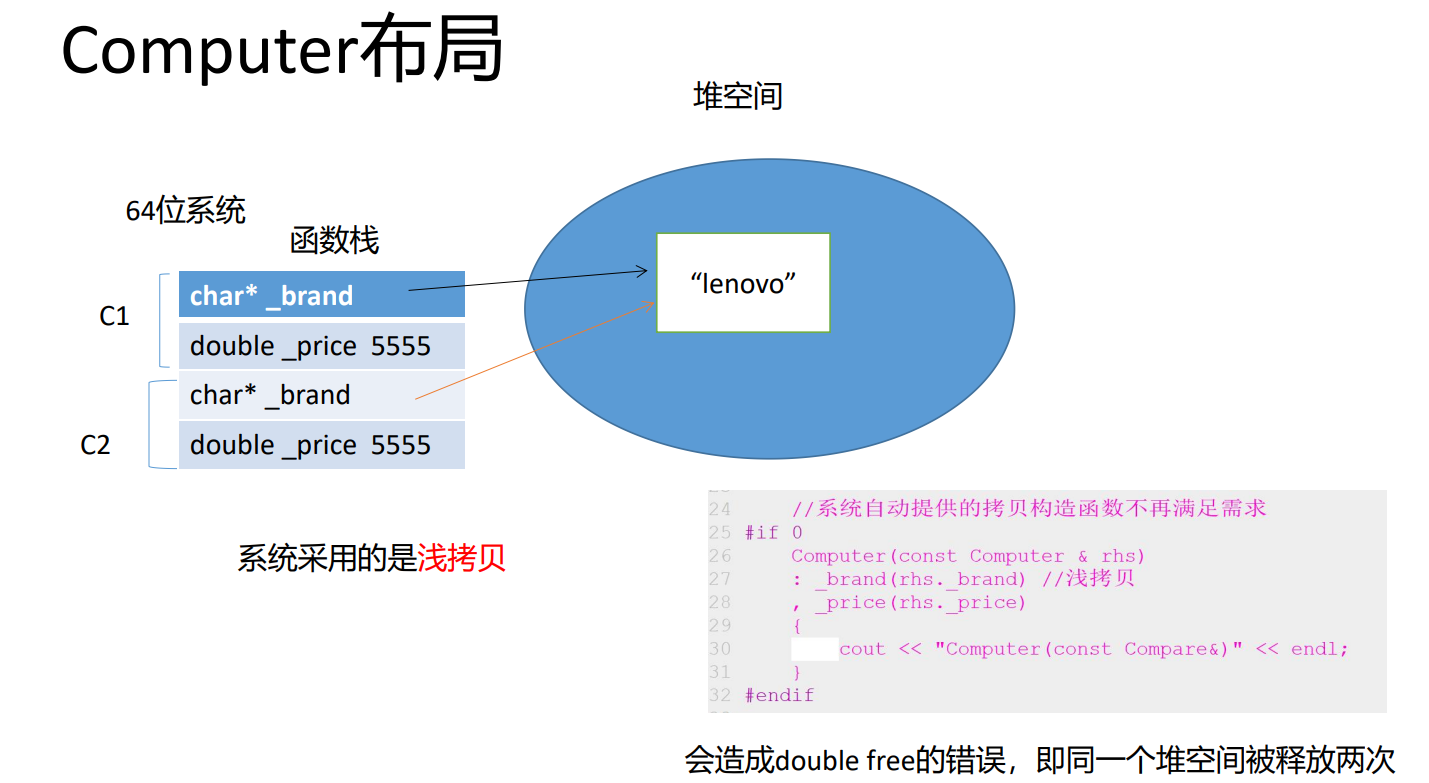 Computer布局
堆空间
64位系统
函数栈
C1
char* _brand
double _price 5555
C2
char* _brand
double _price 5555
“lenovo”
系统采用的是浅拷贝
24 //系统自动提供的拷贝构造函数不再满足需求
25 #if 0
26 Computer(const Computer & rhs)
27 : _brand(rhs._brand) //浅拷贝
28 , _price(rhs._price)
29 {
30 cout << "Computer(const Compare&)" << endl;
31 }
32 #endif
会造成double free的错误，即同一个堆空间被释放两次